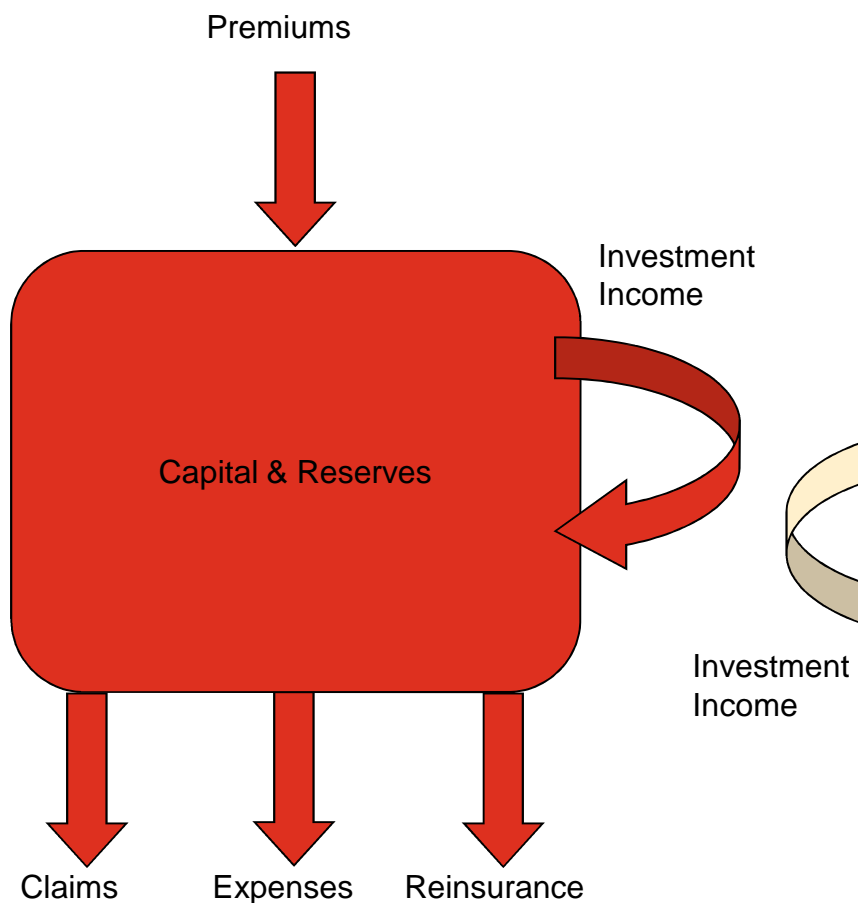 Premiums
Investment
Income
Capital & Reserves
Investment
Income
Claims
Expenses
Reinsurance